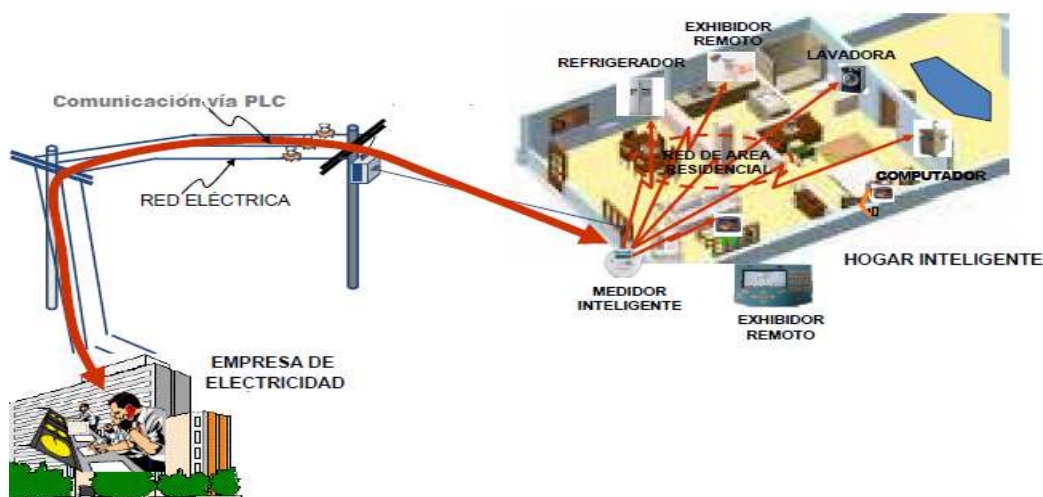 EXHIBIDOR
REMOTO
LAVADORA
REFRIGERADOR
Comunicación vía PLC
RED DE AREA
RESIDENCIAL
COMPUTADOR
RED ELÉCTRICA
HOGAR INTELIGENTE
MEDIDOR
INTELIGENTE
EXHIBIDOR
REMOTO
EMPRESA DE
ELECTRICIDAD